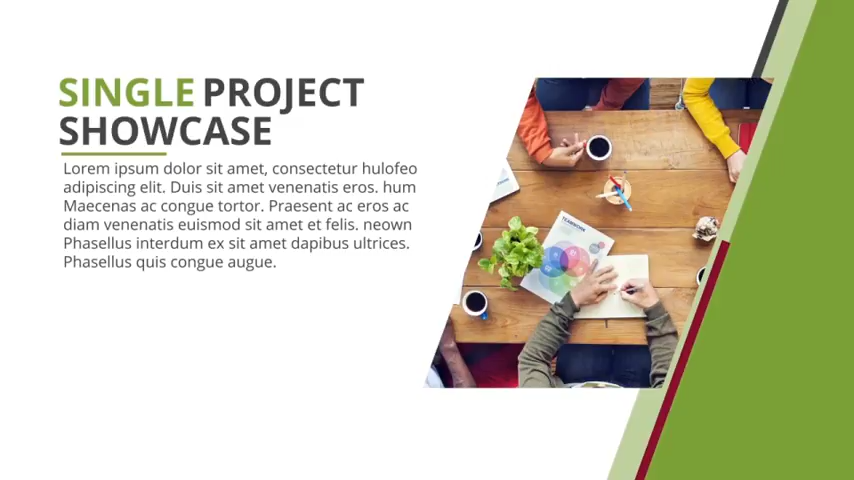 SINGLE PROJECT
SHOWCASE
Lorem ipsum dolor sit amet, consectetur hulofeo
adipiscing elit. Duis sit amet venenatis eros. hum
Maecenas ac congue tortor. Praesent ac eros ac
diam venenatis euismod sit amet et felis. neown
Phasellus interdum ex sit amet dapibus ultrices.
Phasellus quis congue augue.
TEAMWORK